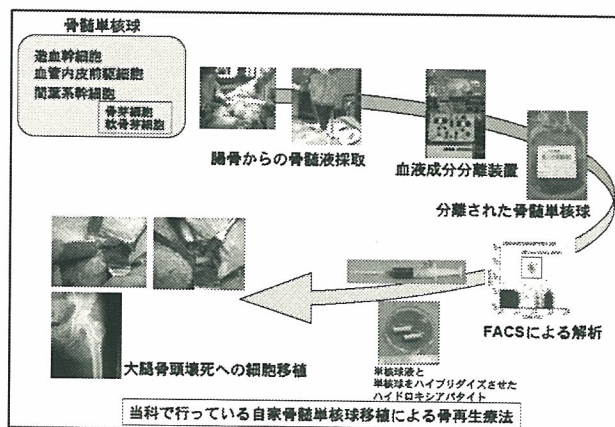 骨髄単核球
造血幹細胞
血管内皮前駆細胞
間葉系幹細胞
骨芽細胞
軟骨芽細胞
腸骨からの骨髄液採取
血液成分分離装置
分離された骨髄単核球
FACSによる解析
単核球液と
単核球をハイブリダイズさせた
ハイドロキシアパタイト
大腿骨頭壊死への細胞移植
当科で行っている自家骨髄単核球移植による骨再生療法